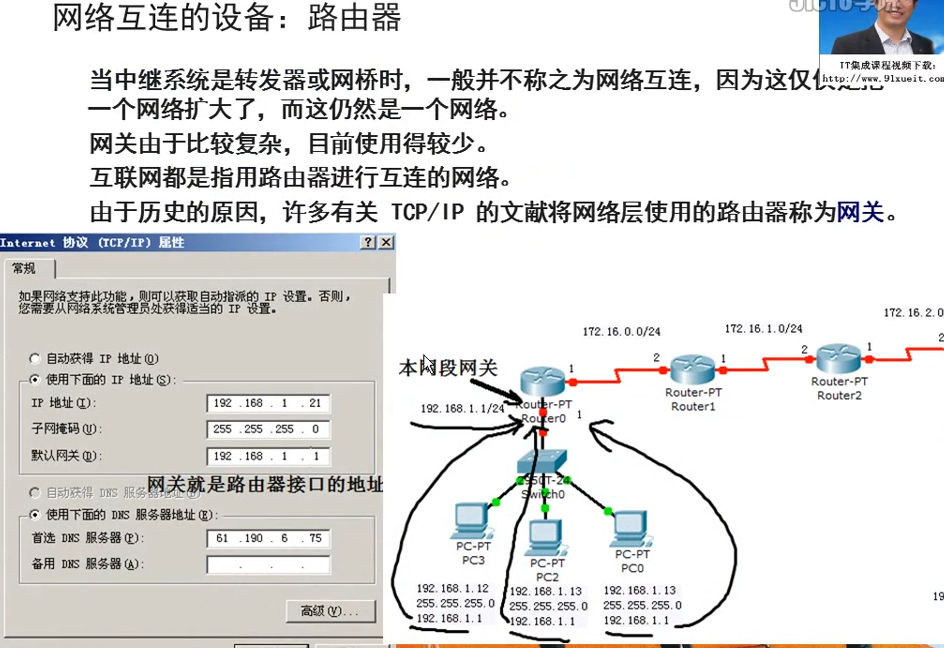 网络互连的设备：路由器
IT集成课程视频下载：
http://www.91xueit.com
当中继系统是转发器或网桥时，一般并不称之为网络互连，因为这仅仅是把
一个网络扩大了，而这仍然是一个网络。
网关由于比较复杂，目前使用得较少。
互联网都是指用路由器进行互连的网络。
由于历史的原因，许多有关 TCP/IP 的文献将网络层使用的路由器称为网关。
Internet 协议 (TCP/IP) 属性
常规
如果网络支持此功能，则可以获取自动指派的 IP 设置。否则，
您需要从网络系统管理员处获得适当的 IP 设置。
自动获得 IP 地址(O)
使用下面的 IP 地址(S):
IP 地址(I):
192 .168 . 1 .21
子网掩码(U):
255 .255 .255 . 0
默认网关(D):
192 .168 . 1 . 1
网关就是路由器接口的地址
自动获得 DNS 服务器地址
使用下面的 DNS 服务器地址(E):
首选 DNS 服务器(P):
61 .190 . 6 .75
备用 DNS 服务器(A):
高级(V)...
172.16.2.0
172.16.0.0/24
172.16.1.0/24
本网段网关
1
2
1
2
1
2
Router-PT
Router0
Router-PT
Router1
Router-PT
Router2
192.168.1.1/24
1
2950T-24
Switch0
PC-PT
PC3
PC-PT
PC2
PC-PT
PC0
192.168.1.12
255.255.255.0
192.168.1.1
192.168.1.13
255.255.255.0
192.168.1.1
192.168.1.13
255.255.255.0
192.168.1.1